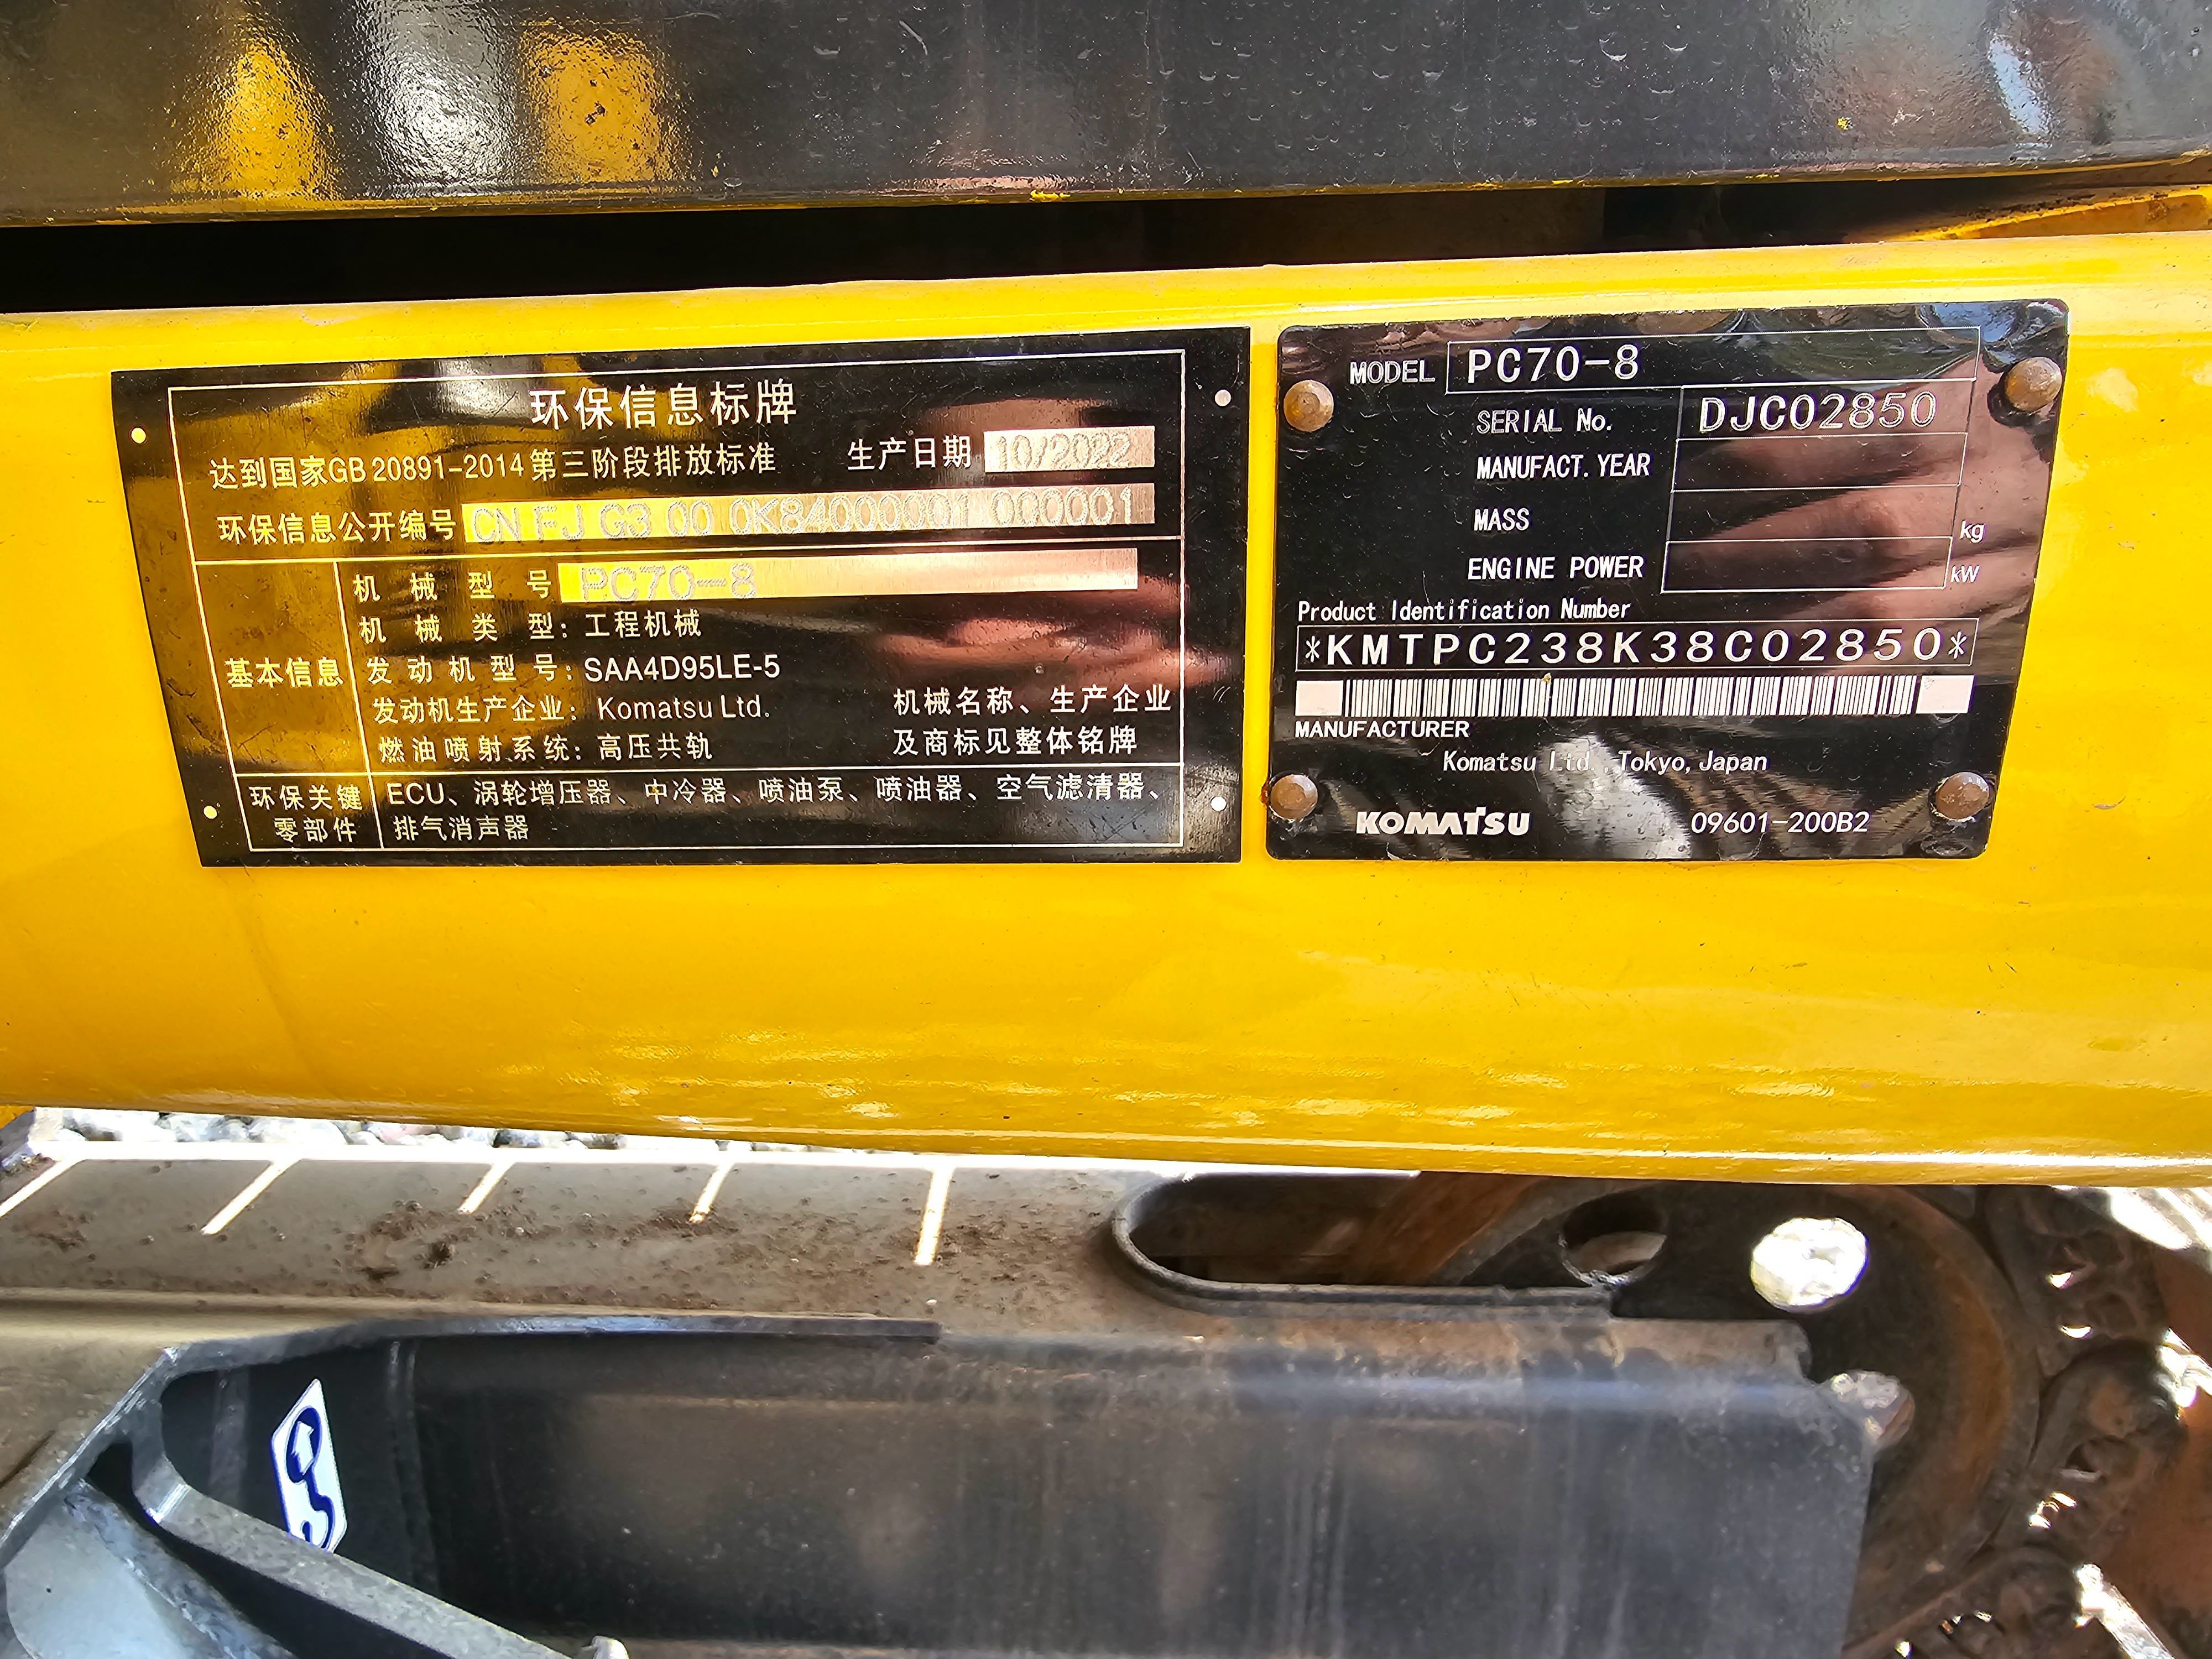 环保信息标牌
达到国家GB 20891-2014第三阶段排放标准 生产日期 10/2022
环保信息公开编号 CN FJ G3 00 0K84000001 000001
基本信息
机械型号 PC70-8
机械类型：工程机械
发动机型号：SAA4D95LE-5
发动机生产企业：Komatsu Ltd.
燃油喷射系统：高压共轨
机械名称、生产企业
及商标见整体铭牌
环保关键
零部件
ECU、涡轮增压器、中冷器、喷油泵、喷油器、空气滤清器、
排气消声器
MODEL PC70-8
SERIAL No. DJC02850
MANUFACT. YEAR
MASS kg
ENGINE POWER kW
Product Identification Number
*KMTPC238K38C02850*
MANUFACTURER
Komatsu Ltd., Tokyo, Japan
KOMATSU 09601-200B2